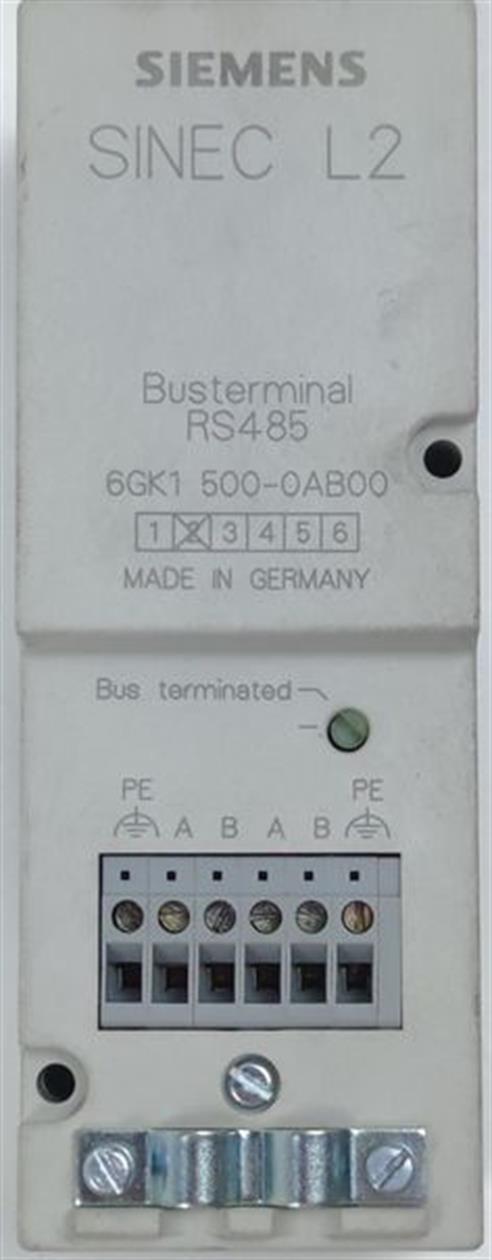 SIEMENS
SINEC L2
Busterminal
RS485
6GK1 500-0AB00
1 2 3 4 5 6
MADE IN GERMANY
Bus terminated
PE PE
A B A B